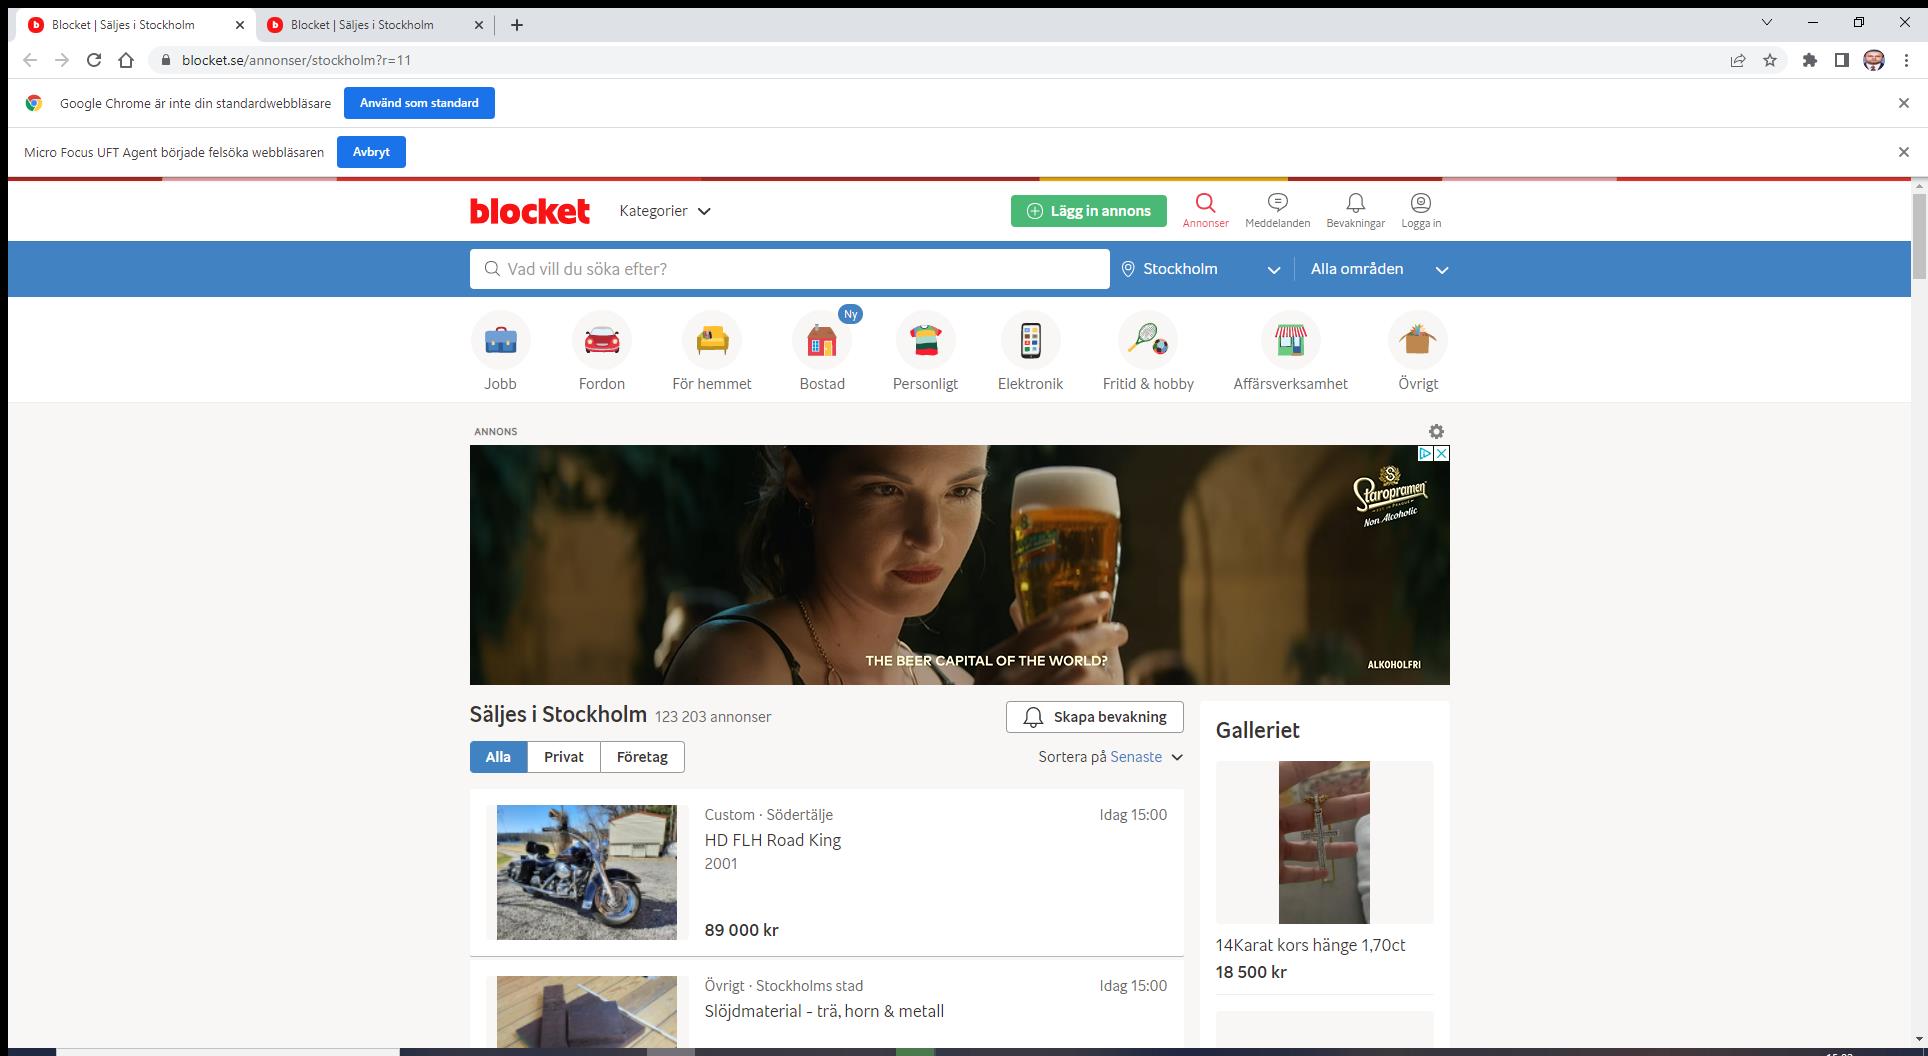 Blocket | Säljes i Stockholm
Blocket | Säljes i Stockholm
blocket.se/annonser/stockholm?r=11
Google Chrome är inte din standardwebbläsare
Använd som standard
Micro Focus UFT Agent började felsöka webbläsaren
Avbryt
blocket
Kategorier
Lägg in annons
Annonser
Meddelanden
Bevakningar
Logga in
Vad vill du söka efter?
Stockholm
Alla områden
Ny
Jobb
Fordon
För hemmet
Bostad
Personligt
Elektronik
Fritid & hobby
Affärsverksamhet
Övrigt
ANNONS
Staropramen
Non Alcoholic
THE BEER CAPITAL OF THE WORLD?
ALKOHOLFRI
Säljes i Stockholm 123 203 annonser
Skapa bevakning
Alla
Privat
Företag
Sortera på Senaste
Custom · Södertälje
Idag 15:00
HD FLH Road King
2001
89 000 kr
Övrigt · Stockholms stad
Idag 15:00
Slöjdmaterial - trä, horn & metall
Galleriet
14Karat kors hänge 1,70ct
18 500 kr